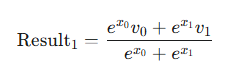 Result₁ = (e^{x₀}v₀ + e^{x₁}v₁) / (e^{x₀} + e^{x₁})